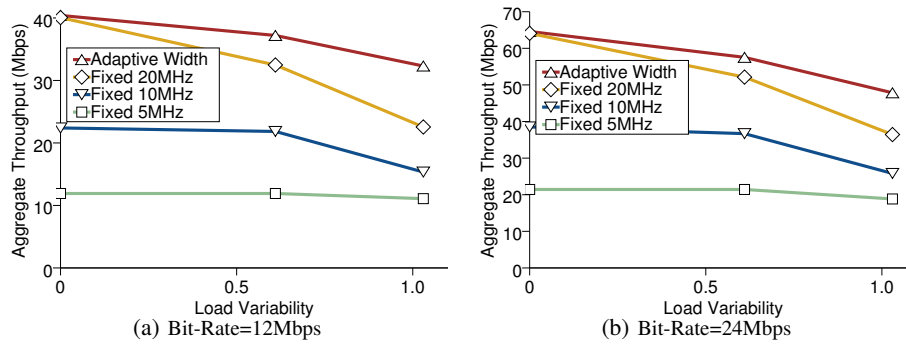 Aggregate Throughput (Mbps)
40
30
20
10
0
Adaptive Width
Fixed 20MHz
Fixed 10MHz
Fixed 5MHz
0 0.5 1.0
Load Variability
(a) Bit-Rate=12Mbps
Aggregate Throughput (Mbps)
70
60
50
40
30
20
10
0
Adaptive Width
Fixed 20MHz
Fixed 10MHz
Fixed 5MHz
0 0.5 1.0
Load Variability
(b) Bit-Rate=24Mbps